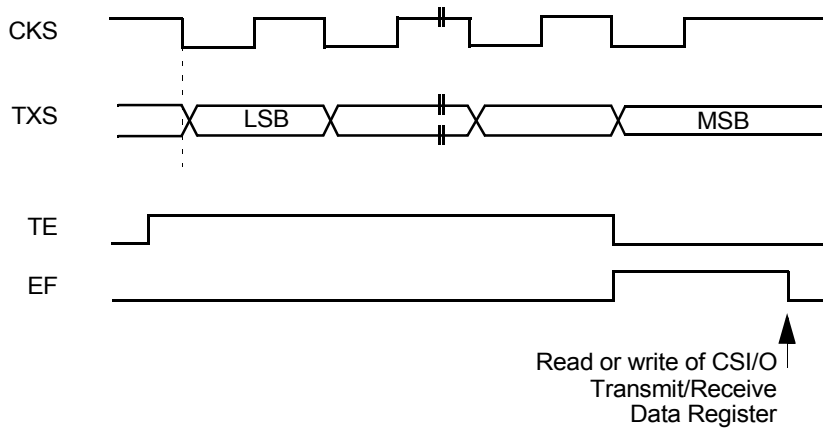 CKS
TXS
LSB
MSB
TE
EF
Read or write of CSI/O
Transmit/Receive
Data Register